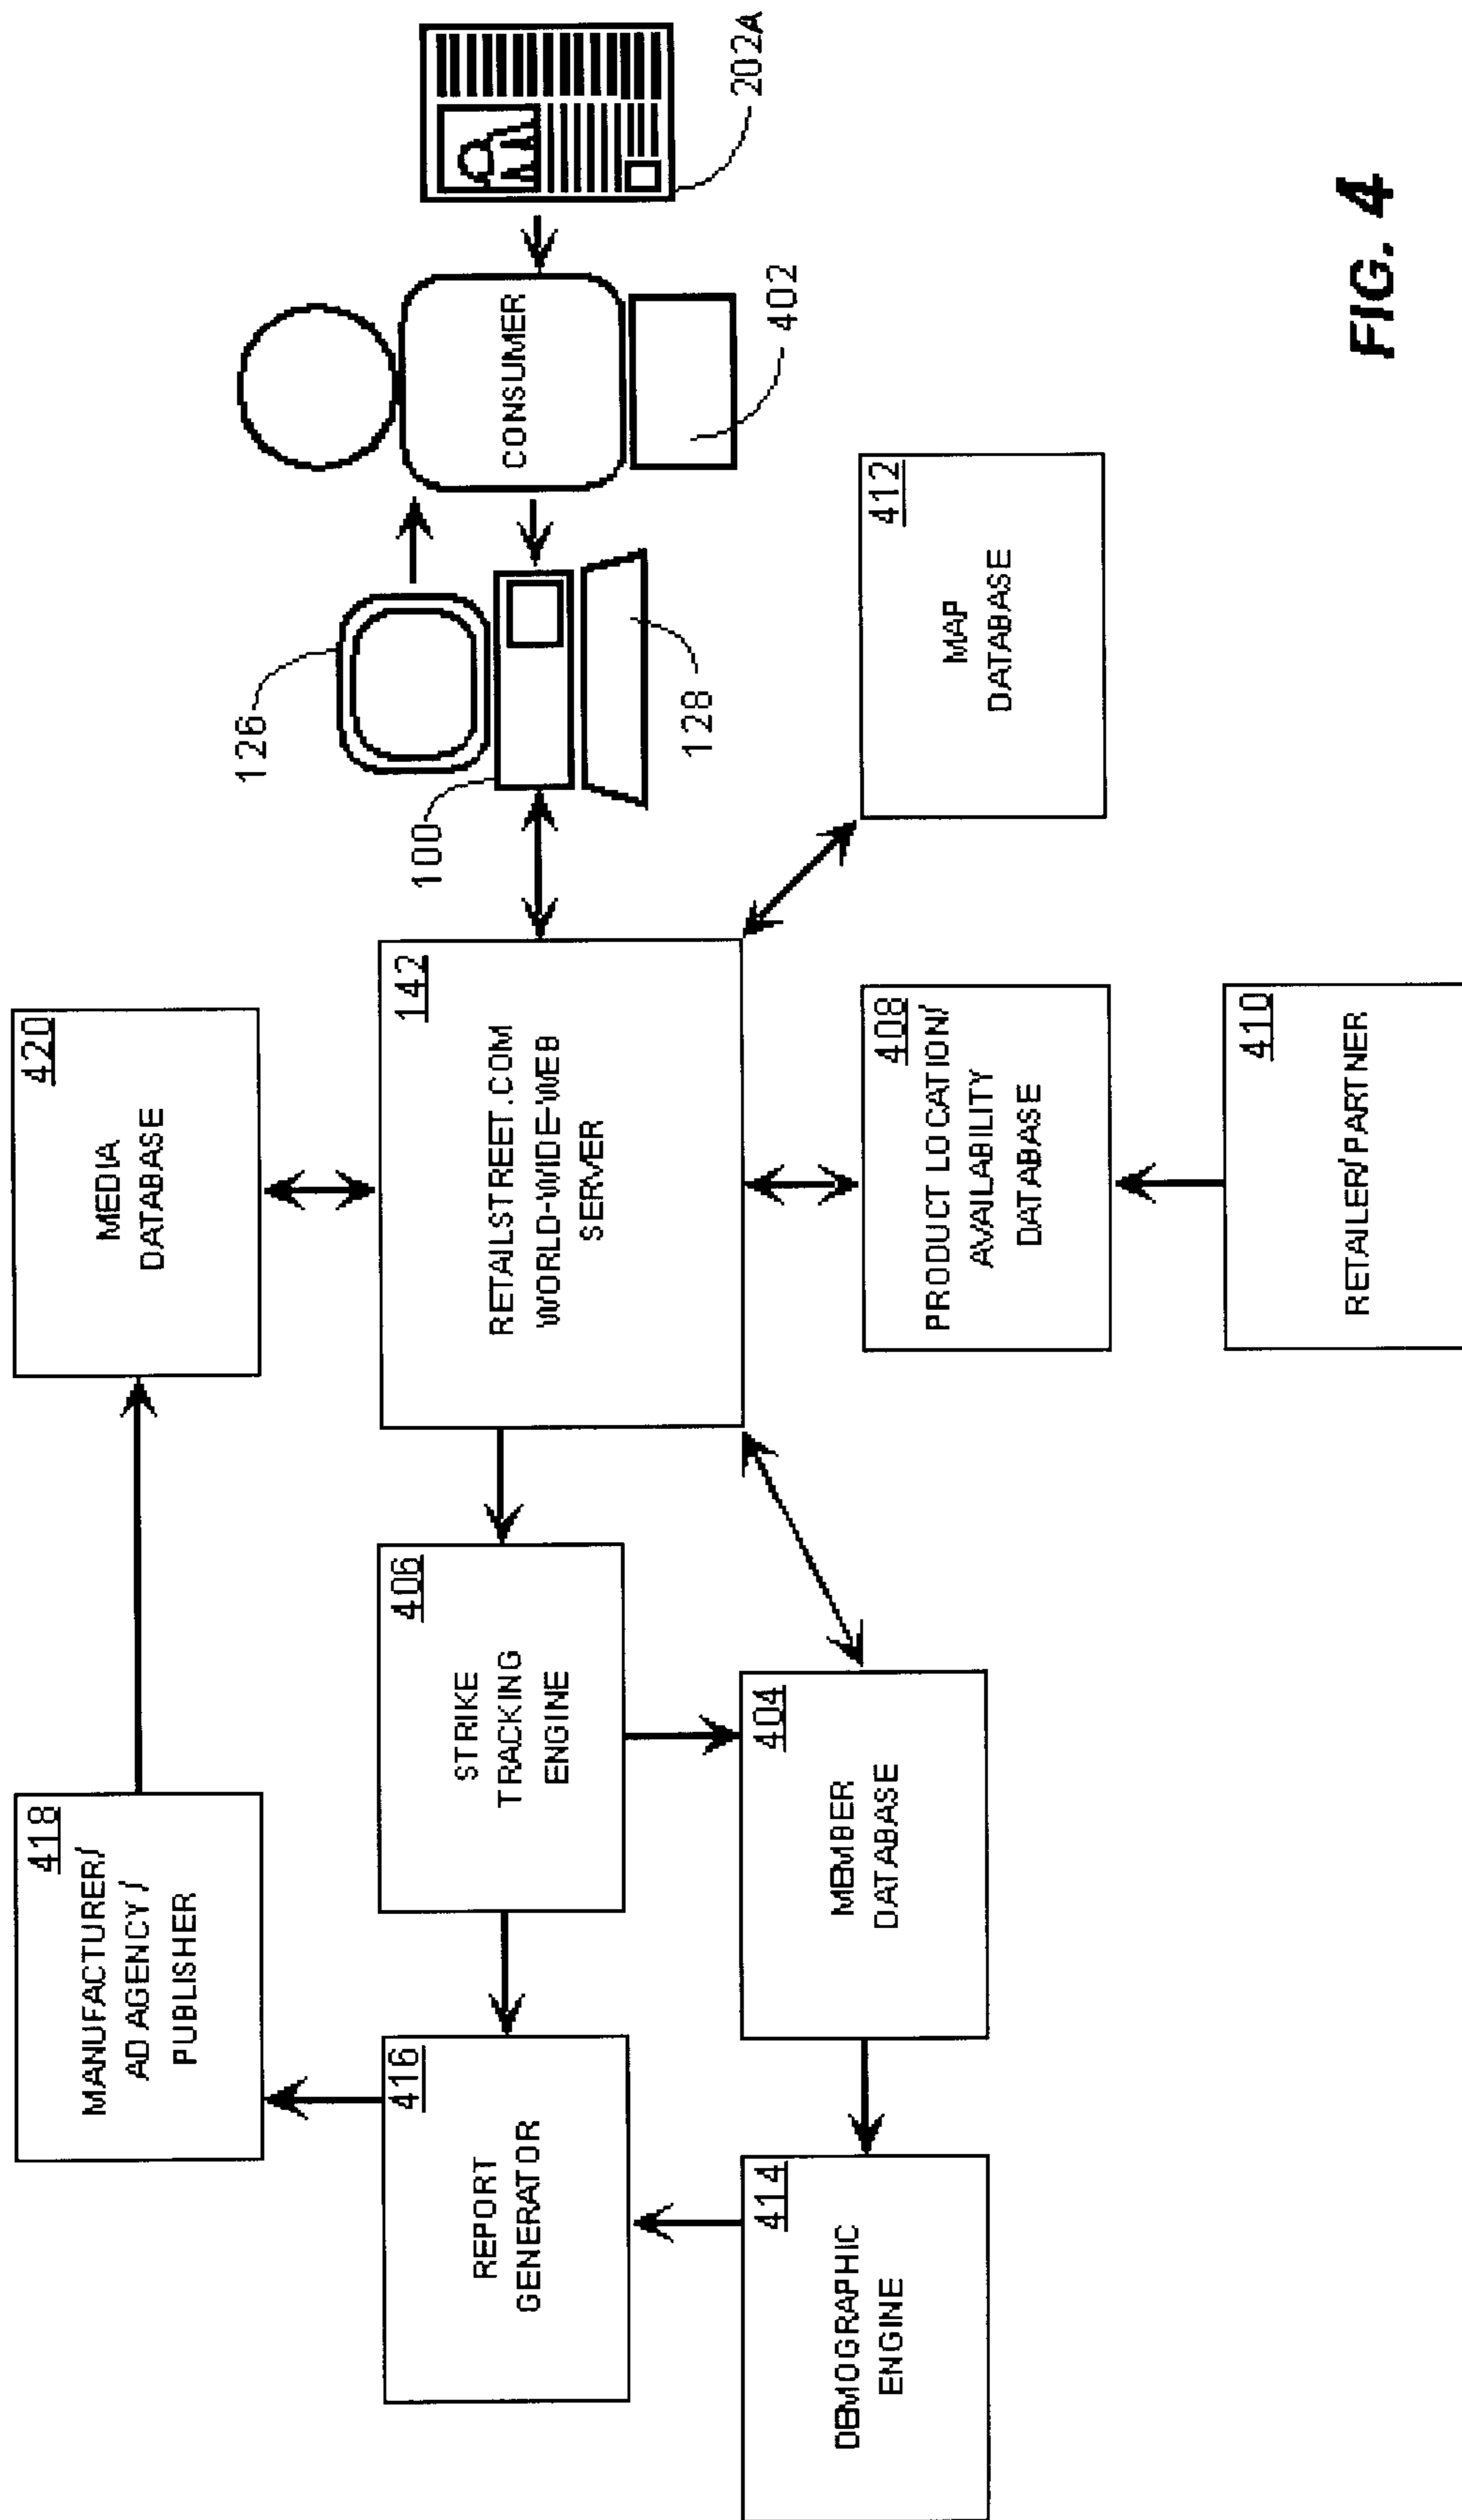 418
MANUFACTURER/
AD AGENCY/
PUBLISHER
420
MEDIA
DATABASE
416
REPORT
GENERATOR
406
STRIKE
TRACKING
ENGINE
142
RETAILSTREET.COM
WORLD-WIDE-WEB
SERVER
126
100
128
CONSUMER
402
202A
414
DEMOGRAPHIC
ENGINE
404
MEMBER
DATABASE
408
PRODUCT LOCATION/
AVAILABILITY
DATABASE
412
MAP
DATABASE
410
RETAILER/PARTNER
FIG. 4